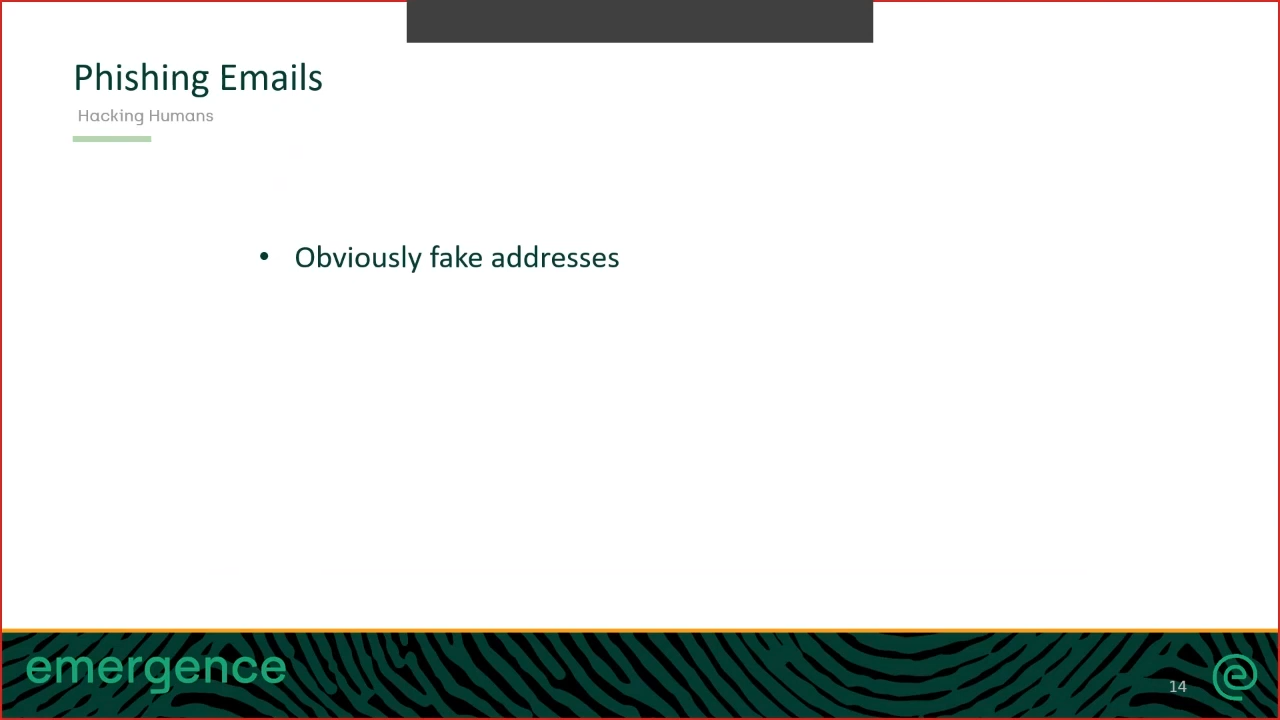 Phishing Emails
Hacking Humans
• Obviously fake addresses
emergence
14